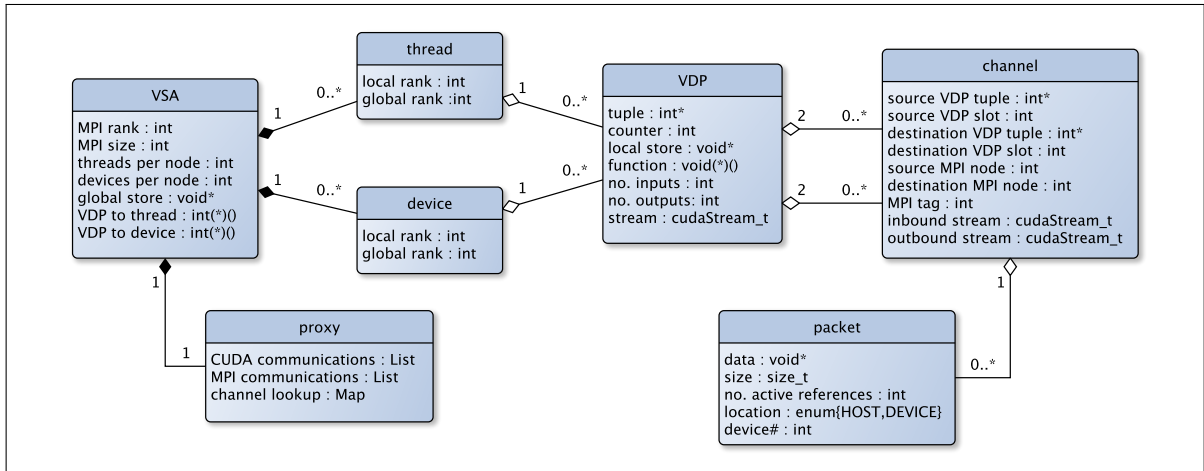 VSA
MPI rank : int
MPI size : int
threads per node : int
devices per node : int
global store : void*
VDP to thread : int(*)()
VDP to device : int(*)()
1
0..*
1
0..*
1
1
thread
local rank : int
global rank :int
device
local rank : int
global rank : int
proxy
CUDA communications : List
MPI communications : List
channel lookup : Map
1
0..*
1
0..*
VDP
tuple : int*
counter : int
local store : void*
function : void(*)()
no. inputs : int
no. outputs: int
stream : cudaStream_t
2
0..*
2
0..*
channel
source VDP tuple : int*
source VDP slot : int
destination VDP tuple : int*
destination VDP slot : int
source MPI node : int
destination MPI node : int
MPI tag : int
inbound stream : cudaStream_t
outbound stream : cudaStream_t
1
0..*
packet
data : void*
size : size_t
no. active references : int
location : enum{HOST,DEVICE}
device# : int